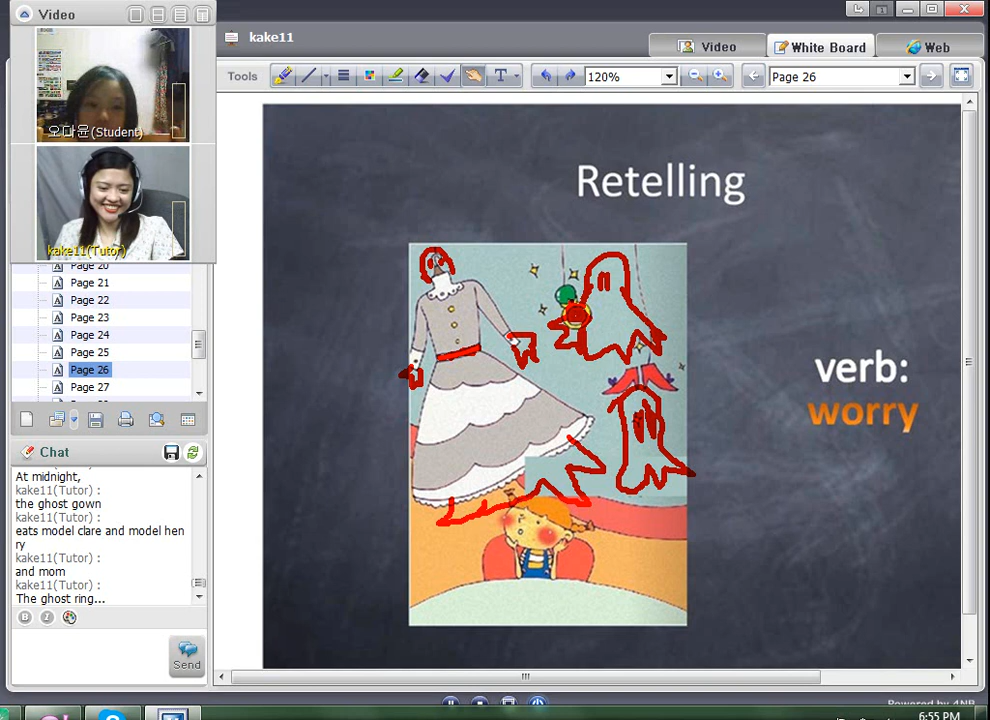 Video
오다윤(Student)
kake11(Tutor)
kake11
Video
White Board
Web
Tools
120%
Page 26
Page 20
Page 21
Page 22
Page 23
Page 24
Page 25
Page 26
Page 27
Retelling
verb:
worry
Chat
At midnight,
kake11(Tutor) :
the ghost gown
kake11(Tutor) :
eats model clare and model hen
ry
kake11(Tutor) :
and mom
kake11(Tutor) :
The ghost ring...
Send
Powered by 4NB
6:55 PM